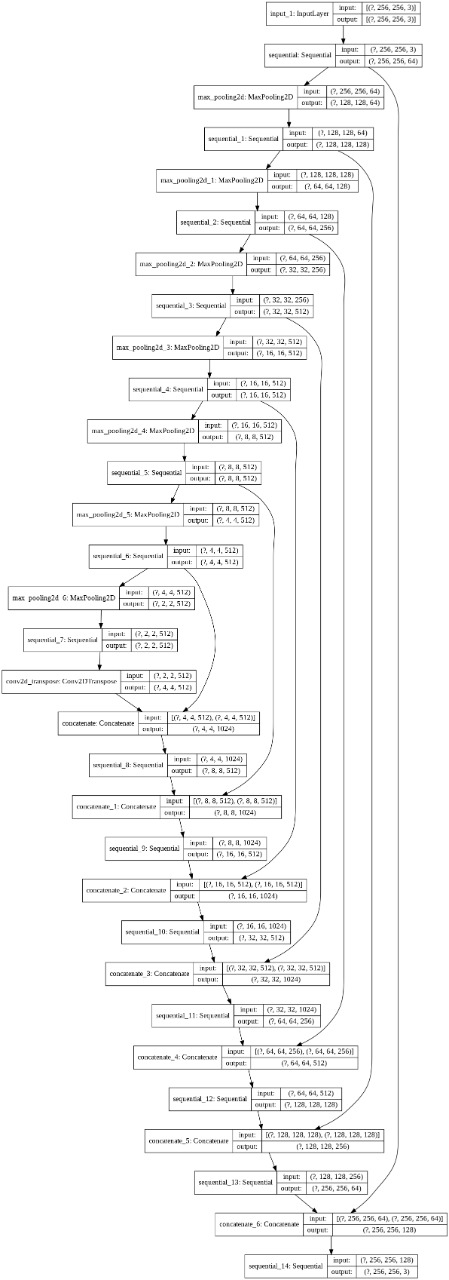 input_1: InputLayer input: [(?, 256, 256, 3)]
output: [(?, 256, 256, 3)]
sequential: Sequential input: (?, 256, 256, 3)
output: (?, 256, 256, 64)
max_pooling2d: MaxPooling2D input: (?, 256, 256, 64)
output: (?, 128, 128, 64)
sequential_1: Sequential input: (?, 128, 128, 64)
output: (?, 128, 128, 128)
max_pooling2d_1: MaxPooling2D input: (?, 128, 128, 128)
output: (?, 64, 64, 128)
sequential_2: Sequential input: (?, 64, 64, 128)
output: (?, 64, 64, 256)
max_pooling2d_2: MaxPooling2D input: (?, 64, 64, 256)
output: (?, 32, 32, 256)
sequential_3: Sequential input: (?, 32, 32, 256)
output: (?, 32, 32, 512)
max_pooling2d_3: MaxPooling2D input: (?, 32, 32, 512)
output: (?, 16, 16, 512)
sequential_4: Sequential input: (?, 16, 16, 512)
output: (?, 16, 16, 512)
max_pooling2d_4: MaxPooling2D input: (?, 16, 16, 512)
output: (?, 8, 8, 512)
sequential_5: Sequential input: (?, 8, 8, 512)
output: (?, 8, 8, 512)
max_pooling2d_5: MaxPooling2D input: (?, 8, 8, 512)
output: (?, 4, 4, 512)
sequential_6: Sequential input: (?, 4, 4, 512)
output: (?, 4, 4, 512)
max_pooling2d_6: MaxPooling2D input: (?, 4, 4, 512)
output: (?, 2, 2, 512)
sequential_7: Sequential input: (?, 2, 2, 512)
output: (?, 2, 2, 512)
conv2d_transpose: Conv2DTranspose input: (?, 2, 2, 512)
output: (?, 4, 4, 512)
concatenate: Concatenate input: [(?, 4, 4, 512), (?, 4, 4, 512)]
output: (?, 4, 4, 1024)
sequential_8: Sequential input: (?, 4, 4, 1024)
output: (?, 8, 8, 512)
concatenate_1: Concatenate input: [(?, 8, 8, 512), (?, 8, 8, 512)]
output: (?, 8, 8, 1024)
sequential_9: Sequential input: (?, 8, 8, 1024)
output: (?, 16, 16, 512)
concatenate_2: Concatenate input: [(?, 16, 16, 512), (?, 16, 16, 512)]
output: (?, 16, 16, 1024)
sequential_10: Sequential input: (?, 16, 16, 1024)
output: (?, 32, 32, 512)
concatenate_3: Concatenate input: [(?, 32, 32, 512), (?, 32, 32, 512)]
output: (?, 32, 32, 1024)
sequential_11: Sequential input: (?, 32, 32, 1024)
output: (?, 64, 64, 256)
concatenate_4: Concatenate input: [(?, 64, 64, 256), (?, 64, 64, 256)]
output: (?, 64, 64, 512)
sequential_12: Sequential input: (?, 64, 64, 512)
output: (?, 128, 128, 128)
concatenate_5: Concatenate input: [(?, 128, 128, 128), (?, 128, 128, 128)]
output: (?, 128, 128, 256)
sequential_13: Sequential input: (?, 128, 128, 256)
output: (?, 256, 256, 64)
concatenate_6: Concatenate input: [(?, 256, 256, 64), (?, 256, 256, 64)]
output: (?, 256, 256, 128)
sequential_14: Sequential input: (?, 256, 256, 128)
output: (?, 256, 256, 3)